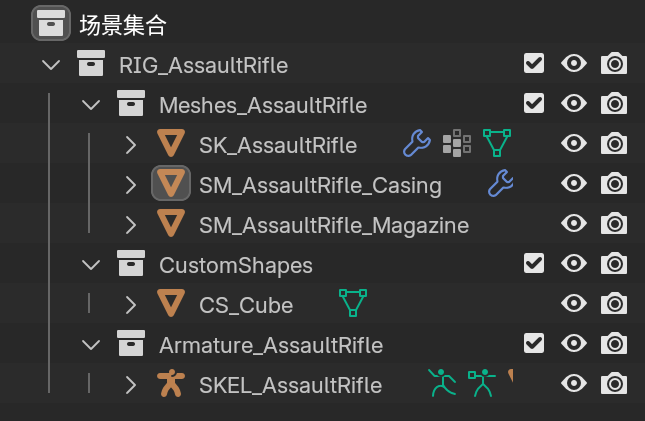 场景集合
RIG_AssaultRifle
Meshes_AssaultRifle
SK_AssaultRifle
SM_AssaultRifle_Casing
SM_AssaultRifle_Magazine
CustomShapes
CS_Cube
Armature_AssaultRifle
SKEL_AssaultRifle